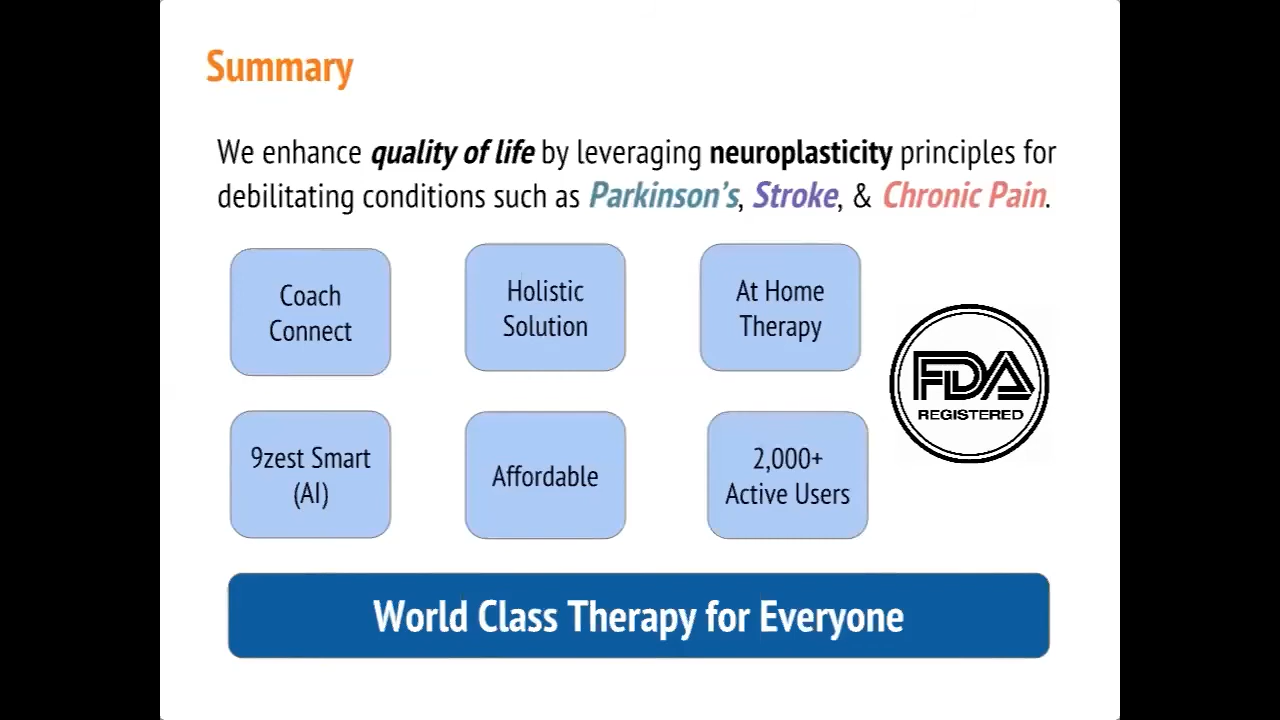 Summary
We enhance quality of life by leveraging neuroplasticity principles for
debilitating conditions such as Parkinson's, Stroke, & Chronic Pain.
Coach
Connect
Holistic
Solution
At Home
Therapy
FDA
REGISTERED
9zest Smart
(AI)
Affordable
2,000+
Active Users
World Class Therapy for Everyone